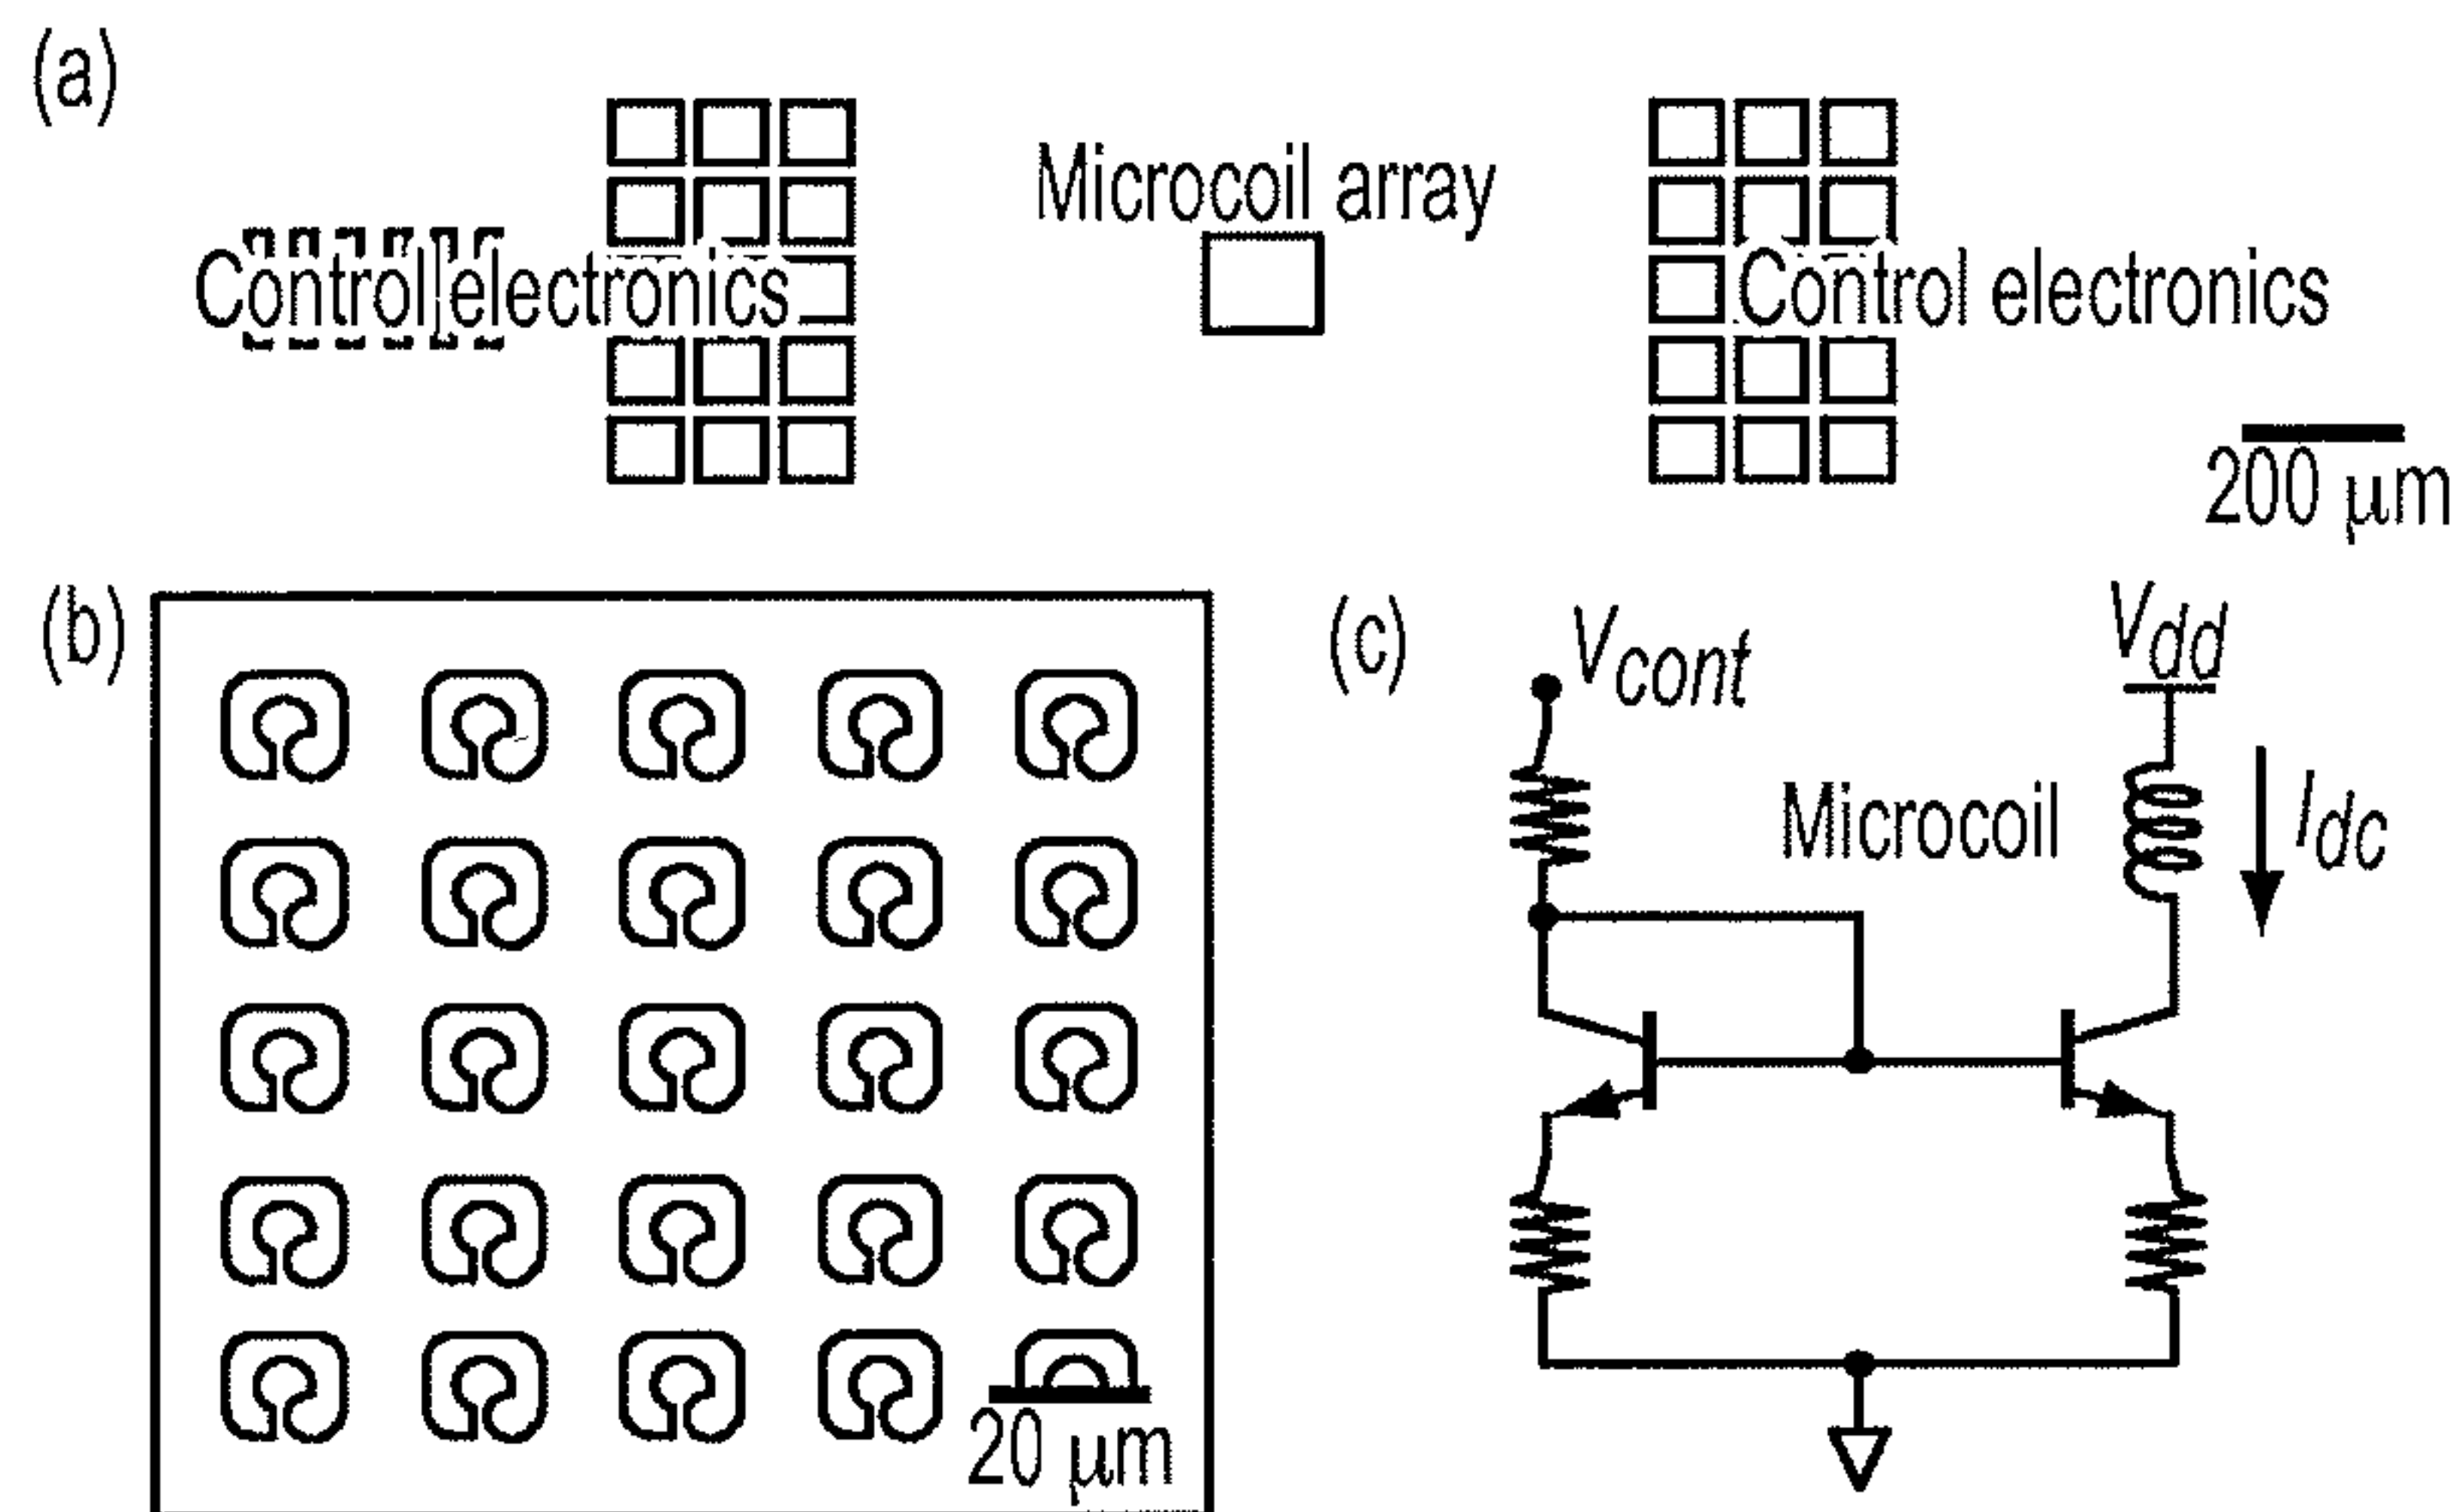 (a)
Microcoil array
Control electronics
Control electronics
200 µm
(b)
20 µm
(c)
Vcont
Vdd
Microcoil
Idc